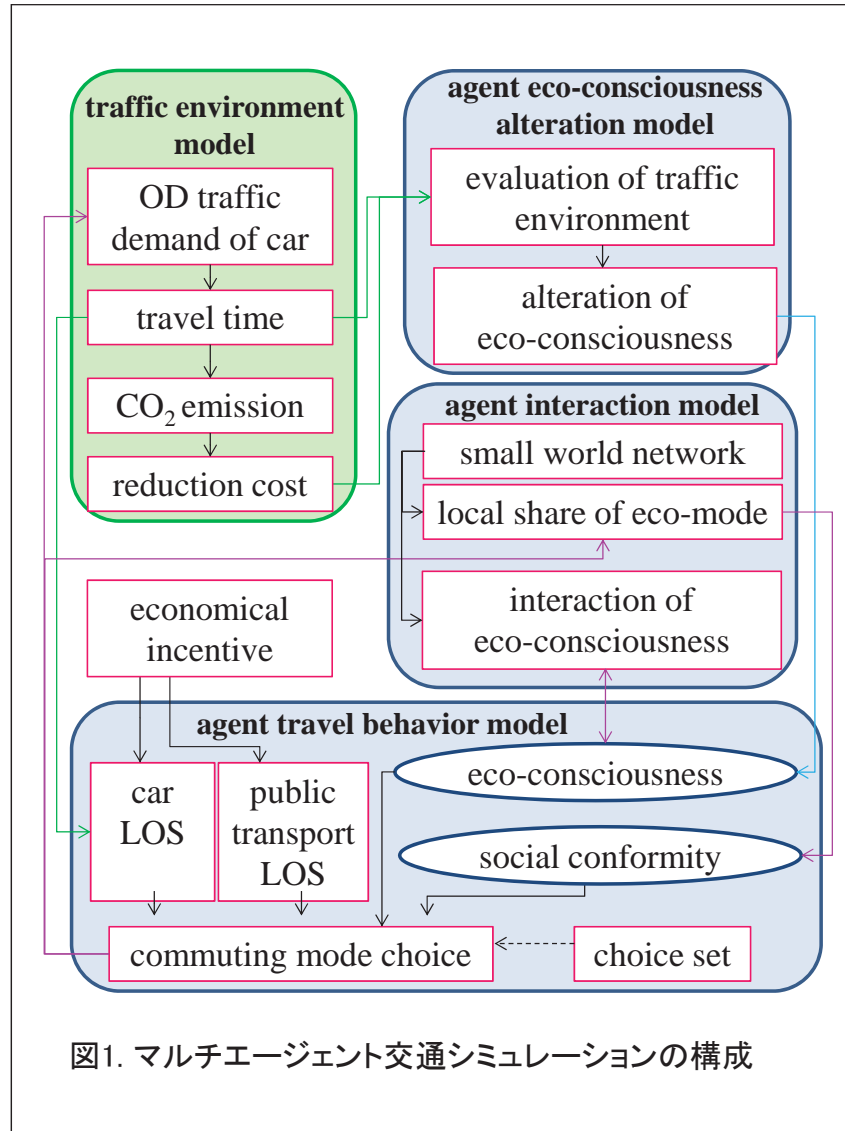 traffic environment
model
OD traffic
demand of car
travel time
CO2 emission
reduction cost
agent eco-consciousness
alteration model
evaluation of traffic
environment
alteration of
eco-consciousness
agent interaction model
small world network
local share of eco-mode
interaction of
eco-consciousness
economical
incentive
agent travel behavior model
car
LOS
public
transport
LOS
eco-consciousness
social conformity
commuting mode choice
choice set
図1. マルチエージェント交通シミュレーションの構成